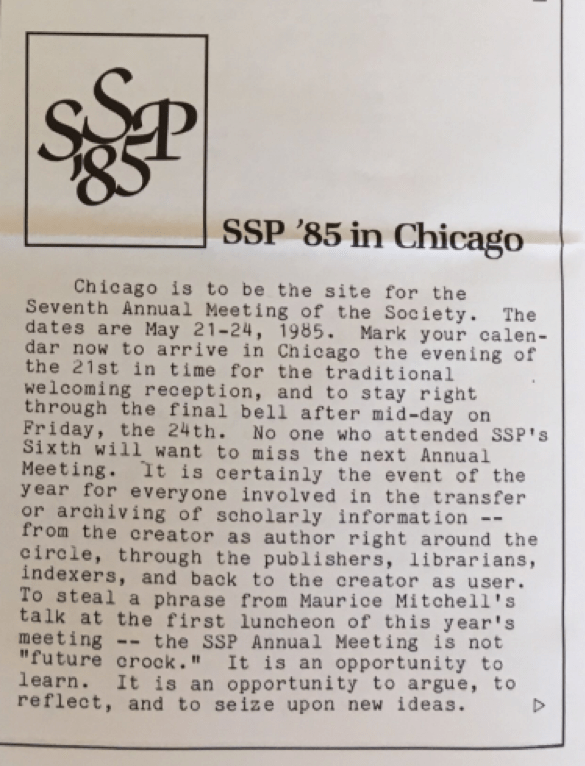 SSP
'85
SSP '85 in Chicago
Chicago is to be the site for the
Seventh Annual Meeting of the Society. The
dates are May 21-24, 1985. Mark your calen-
dar now to arrive in Chicago the evening of
the 21st in time for the traditional
welcoming reception, and to stay right
through the final bell after mid-day on
Friday, the 24th. No one who attended SSP's
Sixth will want to miss the next Annual
Meeting. It is certainly the event of the
year for everyone involved in the transfer
or archiving of scholarly information --
from the creator as author right around the
circle, through the publishers, librarians,
indexers, and back to the creator as user.
To steal a phrase from Maurice Mitchell's
talk at the first luncheon of this year's
meeting -- the SSP Annual Meeting is not
"future crock." It is an opportunity to
learn. It is an opportunity to argue, to
reflect, and to seize upon new ideas.